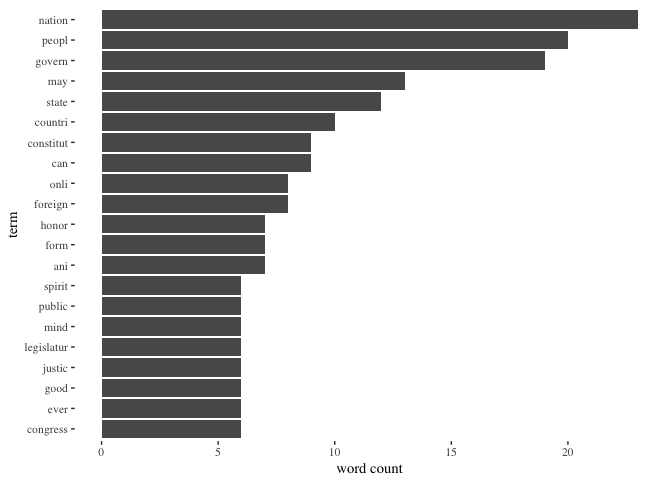 nation
peopl
govern
may
state
countri
constitut
can
onli
foreign
honor
form
ani
spirit
public
mind
legislatur
justic
good
ever
congress
term
0 5 10 15 20
word count